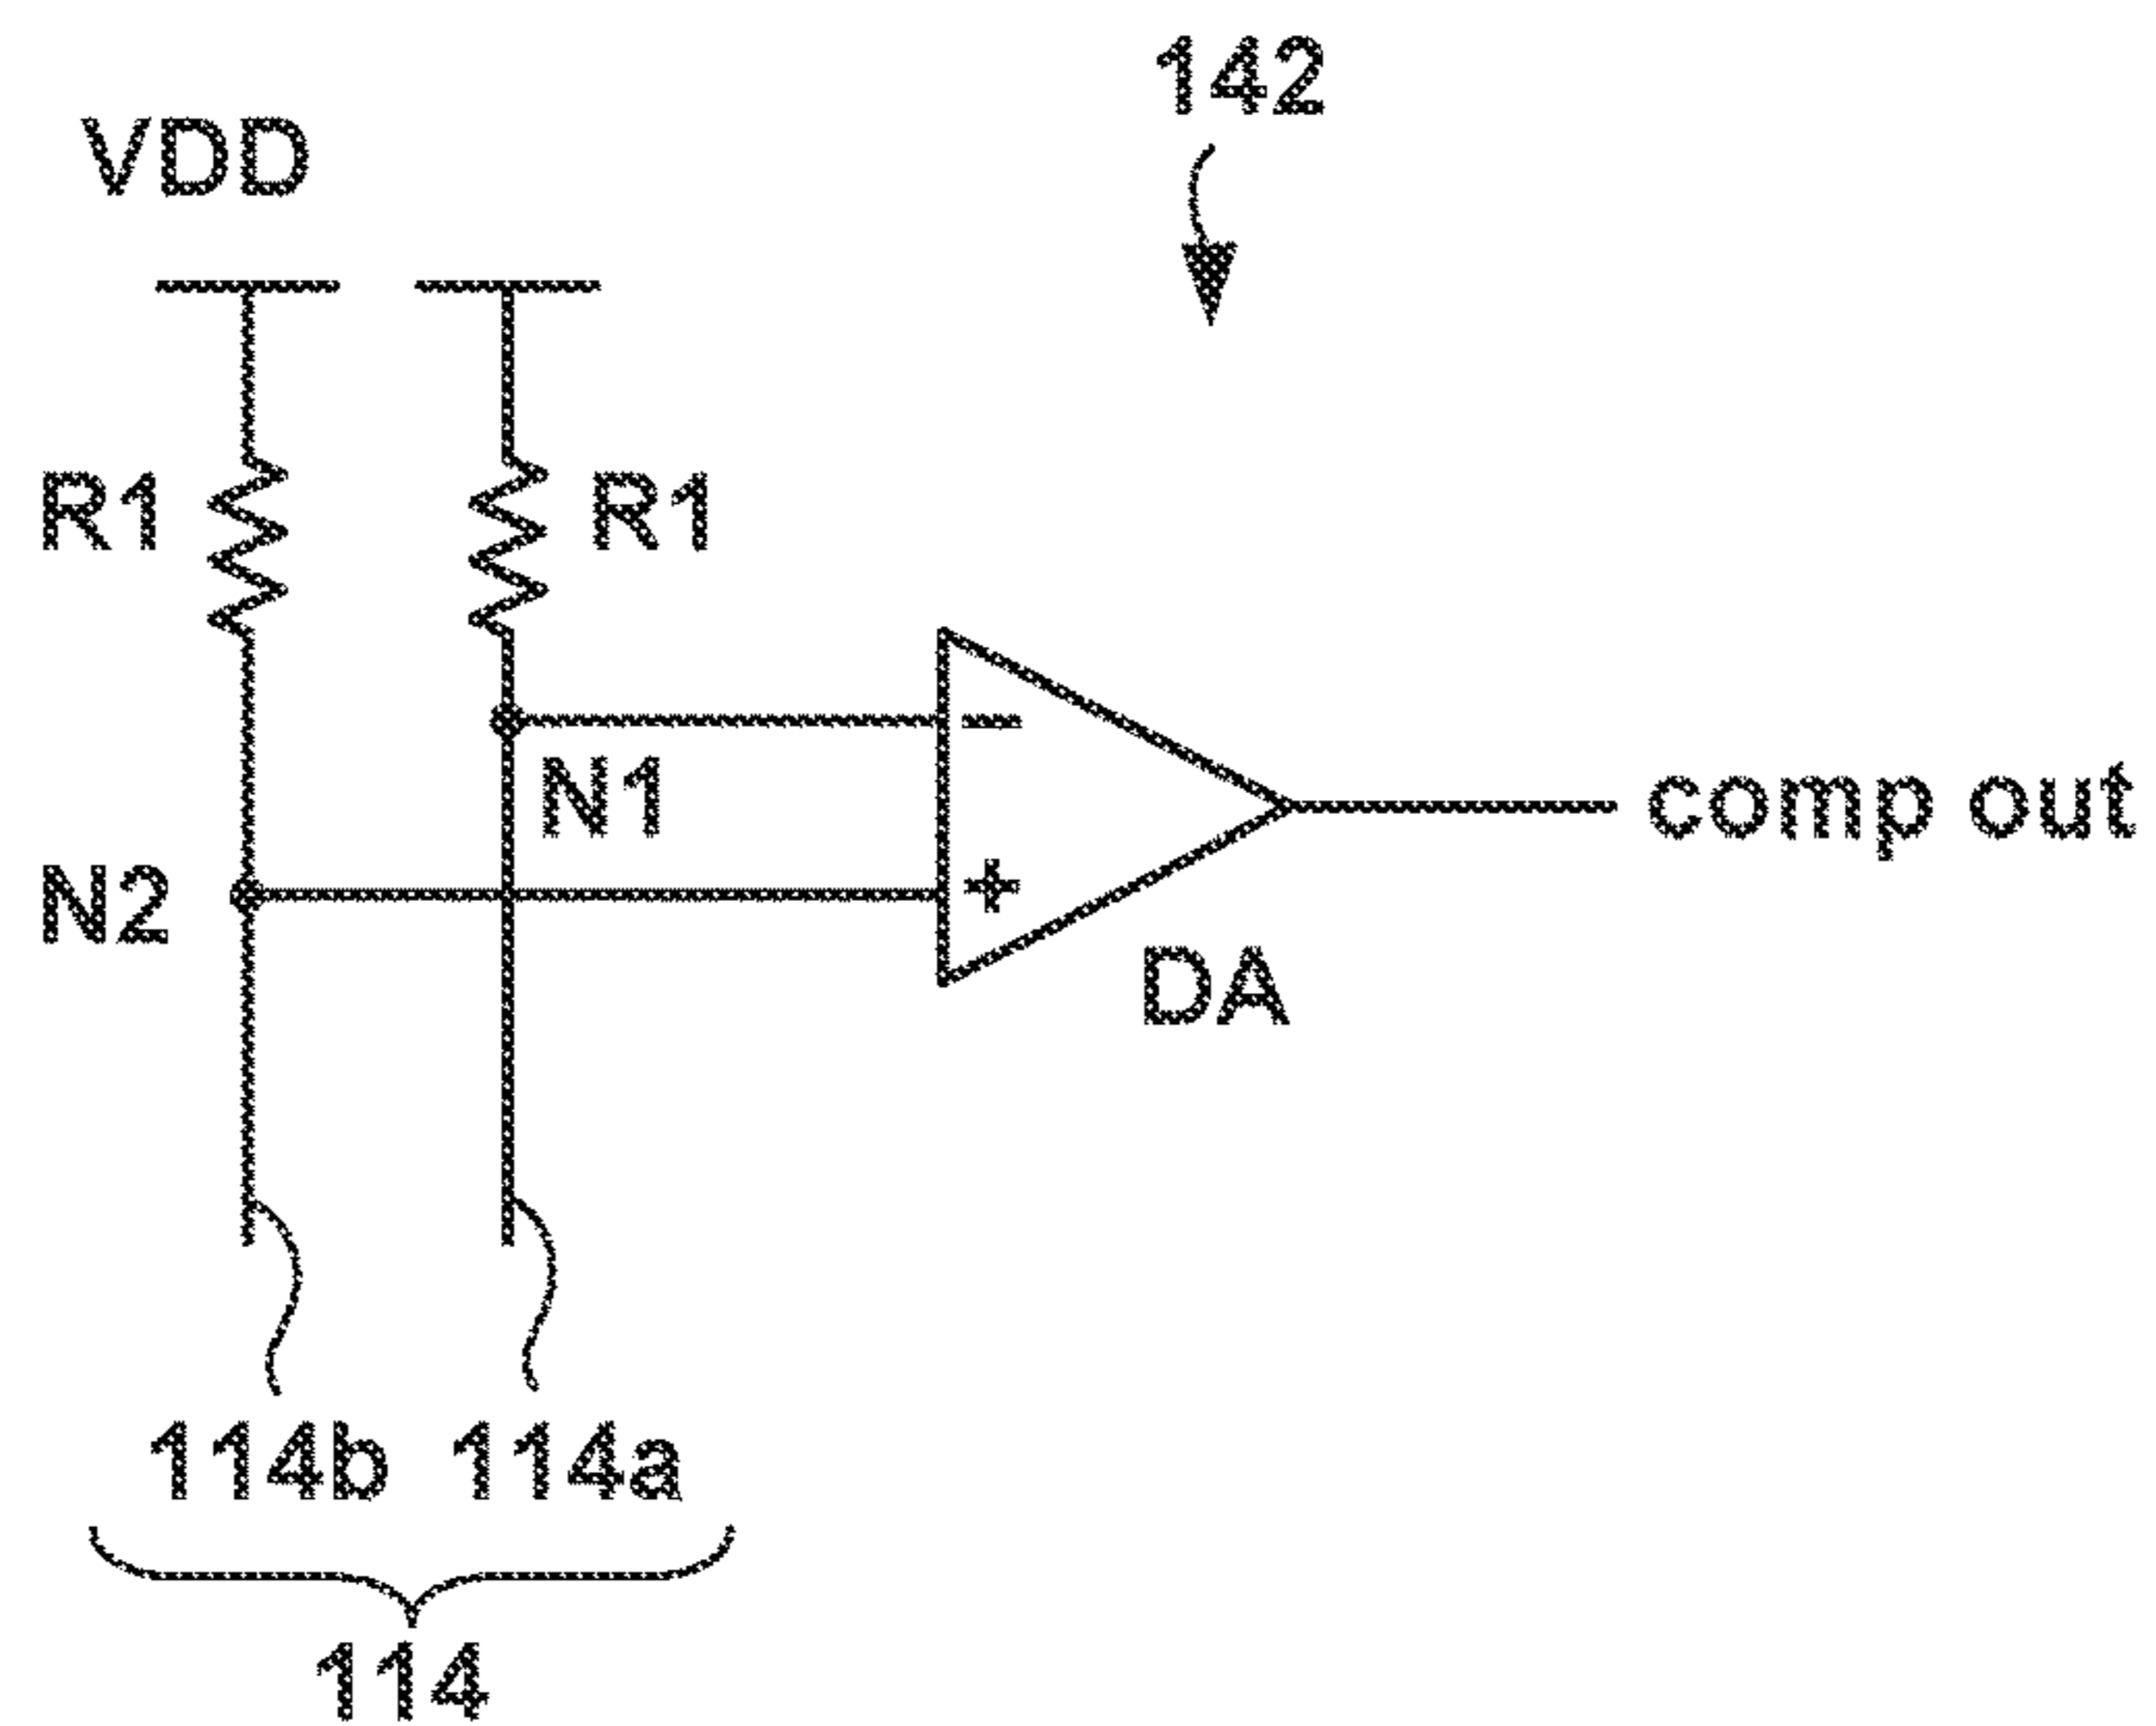 142
VDD
R1
R1
N1
N2
−
+
DA
comp out
114b
114a
114